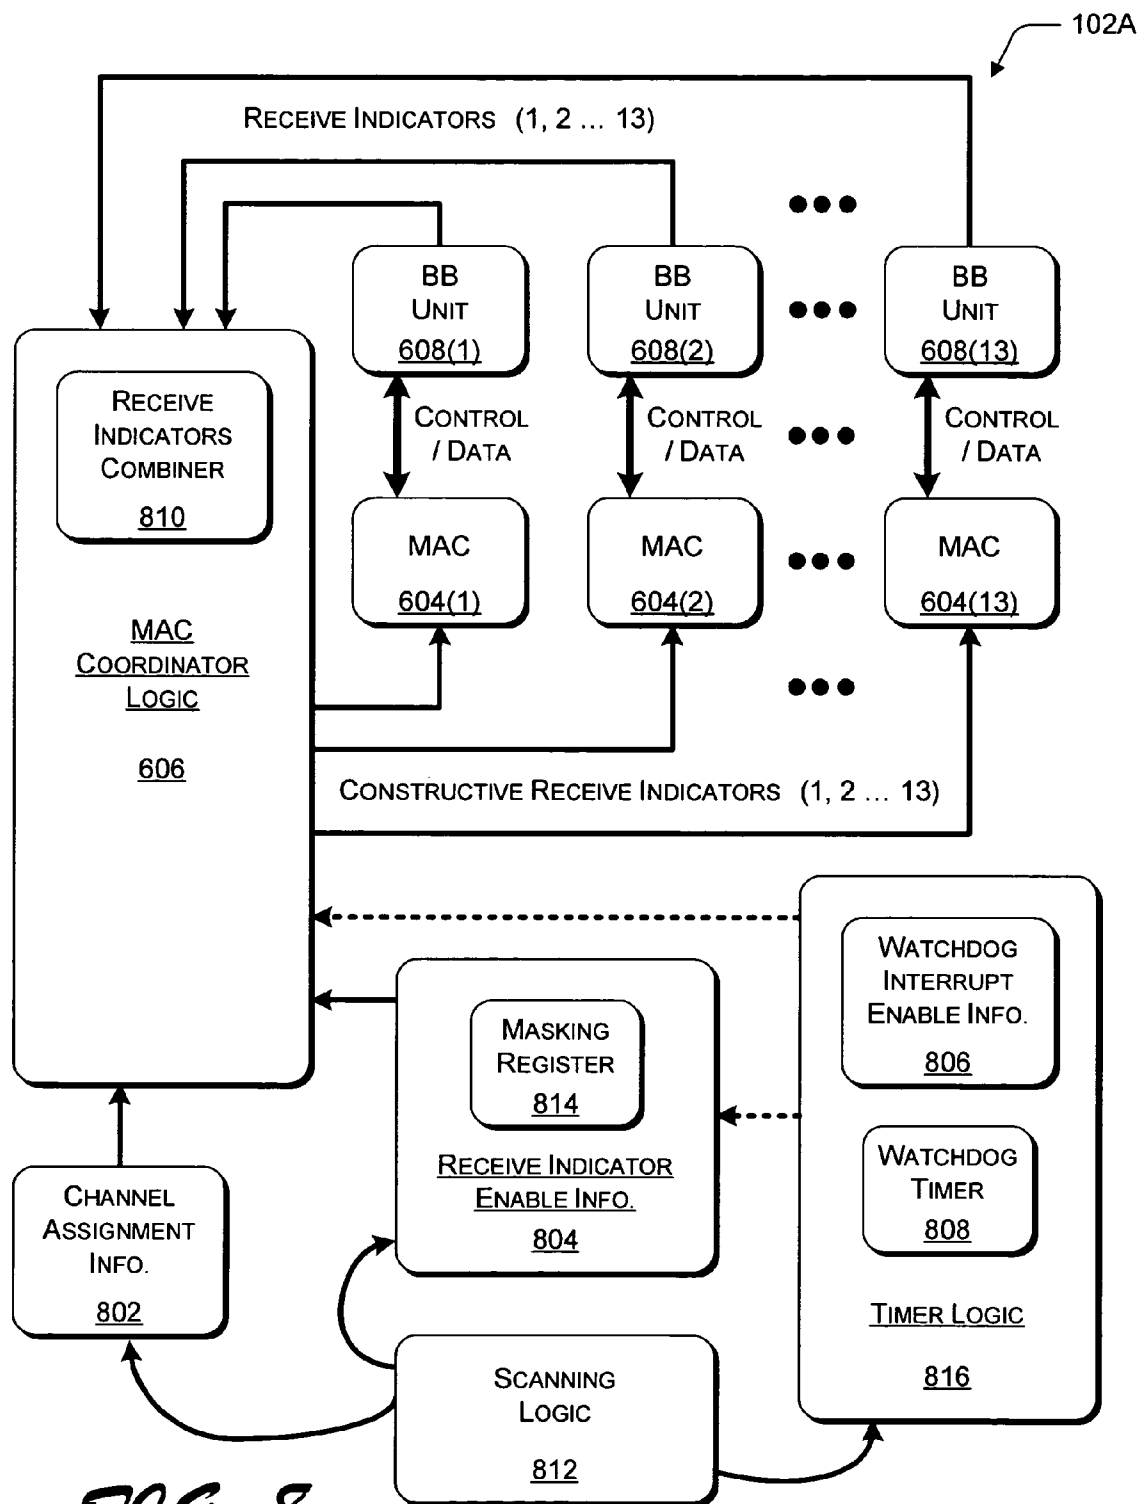 102A
RECEIVE INDICATORS (1, 2 ... 13)
BB
UNIT
608(1)
BB
UNIT
608(2)
BB
UNIT
608(13)
RECEIVE
INDICATORS
COMBINER
810
CONTROL
/ DATA
CONTROL
/ DATA
CONTROL
/ DATA
MAC
604(1)
MAC
604(2)
MAC
604(13)
MAC
COORDINATOR
LOGIC
606
CONSTRUCTIVE RECEIVE INDICATORS (1, 2 ... 13)
WATCHDOG
INTERRUPT
ENABLE INFO.
806
MASKING
REGISTER
814
RECEIVE INDICATOR
ENABLE INFO.
804
WATCHDOG
TIMER
808
TIMER LOGIC
816
CHANNEL
ASSIGNMENT
INFO.
802
SCANNING
LOGIC
812
FIG. 8